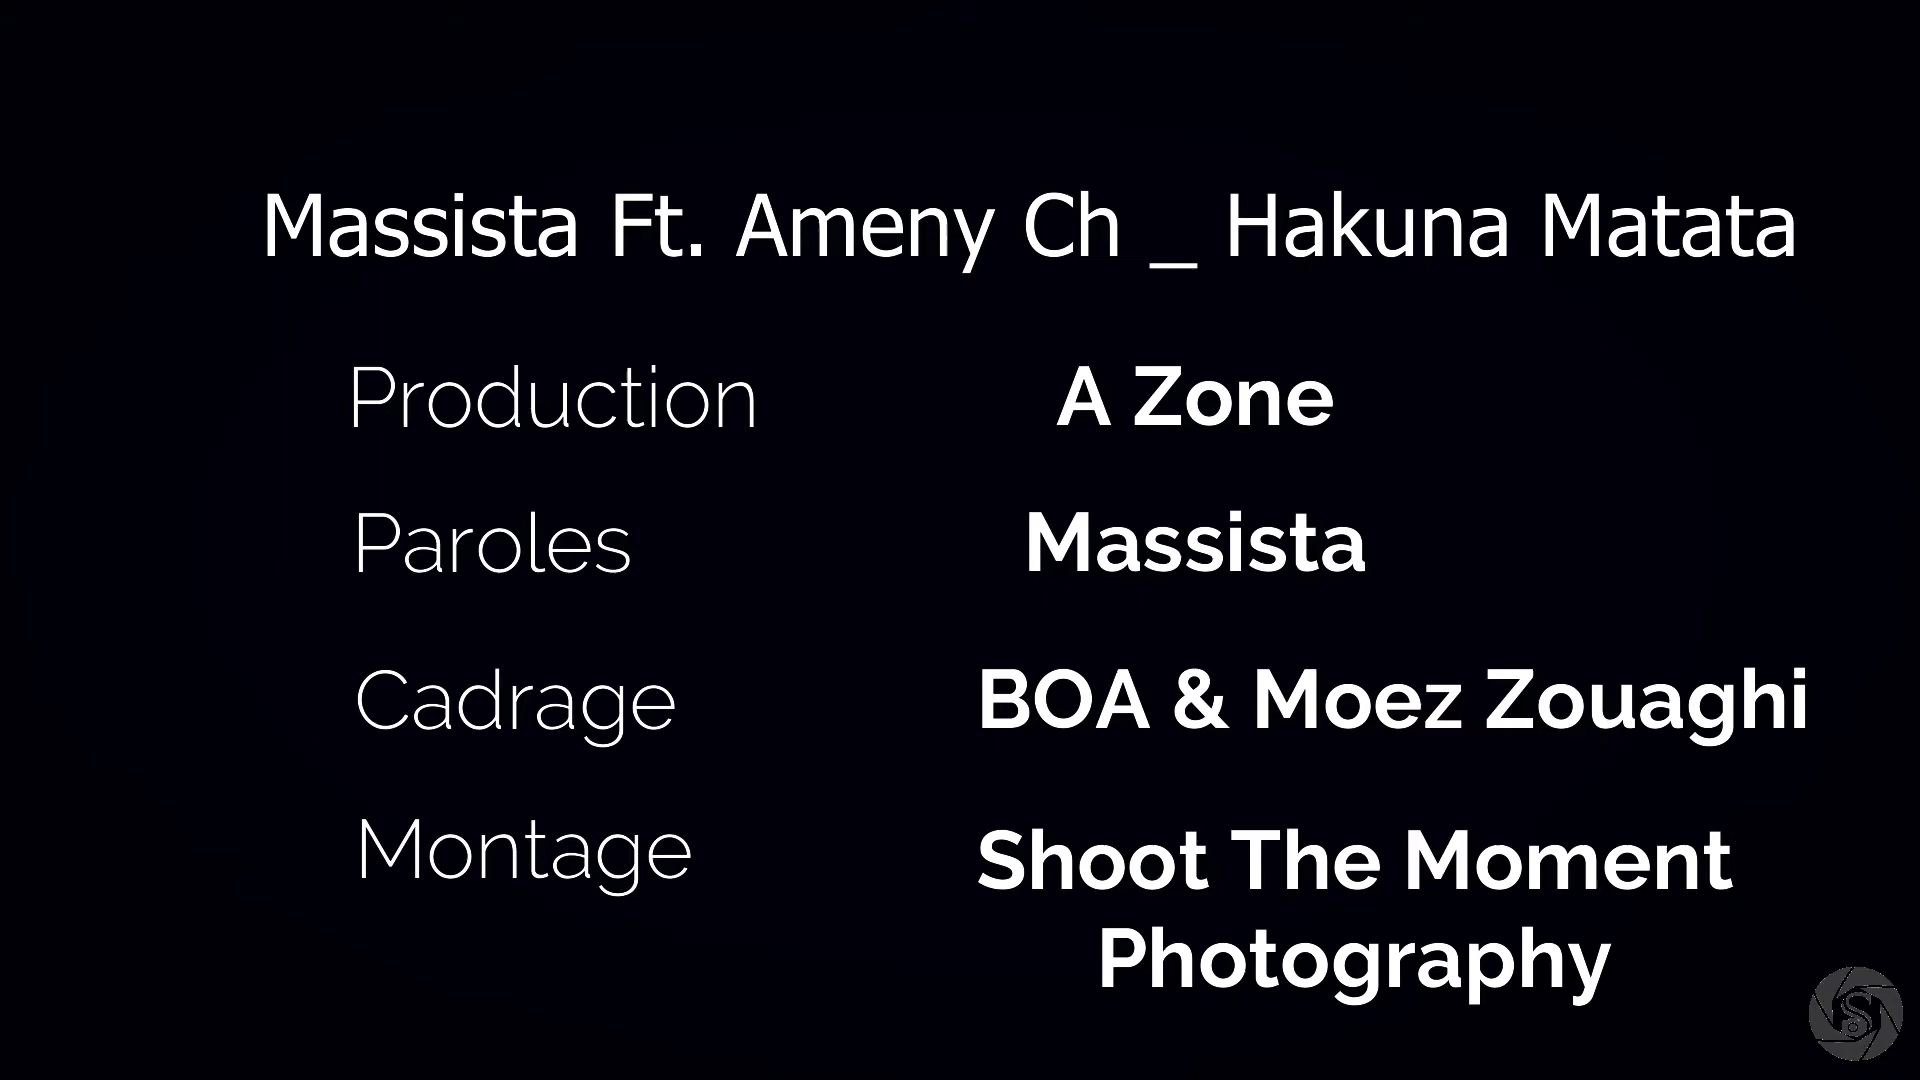 Massista Ft. Ameny Ch _ Hakuna Matata
Production A Zone
Paroles Massista
Cadrage BOA & Moez Zouaghi
Montage Shoot The Moment
Photography